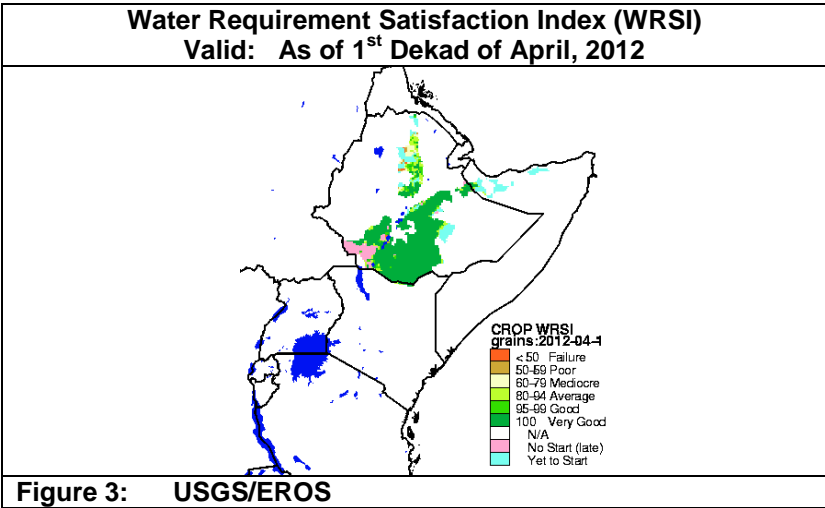 Water Requirement Satisfaction Index (WRSI)
Valid: As of 1st Dekad of April, 2012
CROP WRSI
grains:2012-04-1
<50 Failure
50-59 Poor
60-79 Mediocre
80-94 Average
95-99 Good
100 Very Good
N/A
No Start (late)
Yet to Start
Figure 3: USGS/EROS